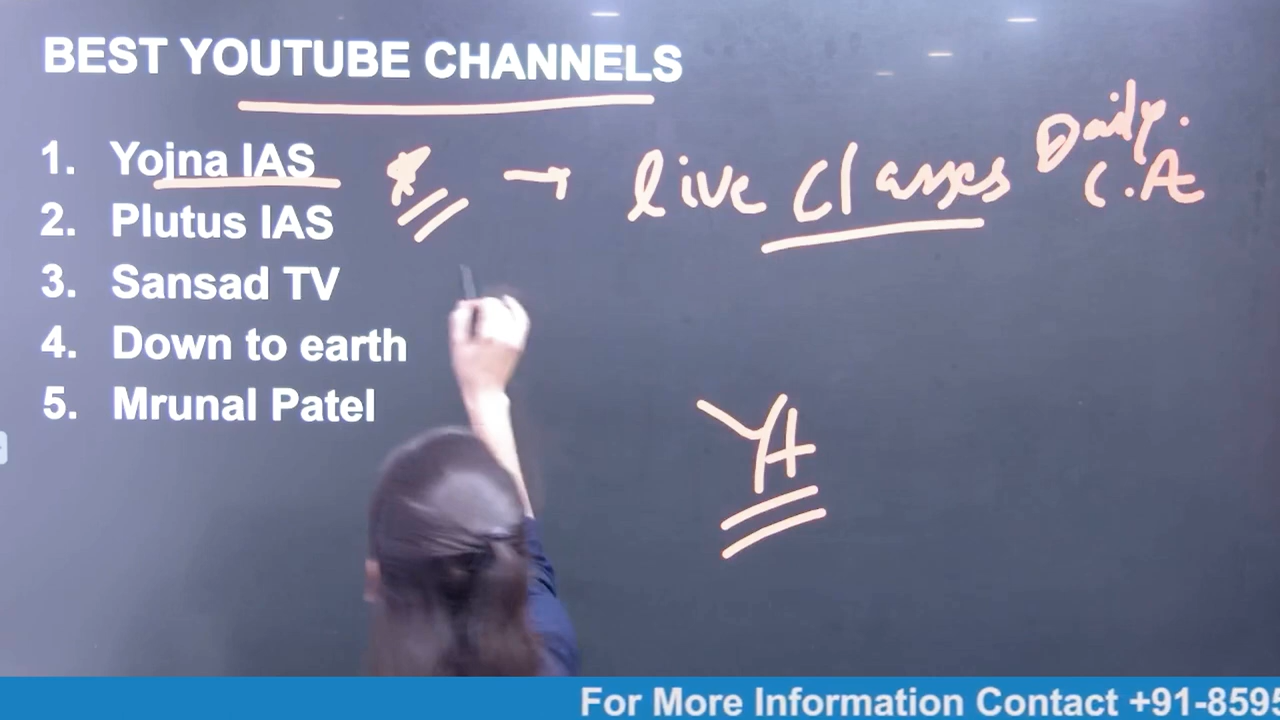 BEST YOUTUBE CHANNELS
1. Yojna IAS → live classes Daily. C.A
2. Plutus IAS
3. Sansad TV
4. Down to earth
5. Mrunal Patel
Yt
For More Information Contact +91-8595